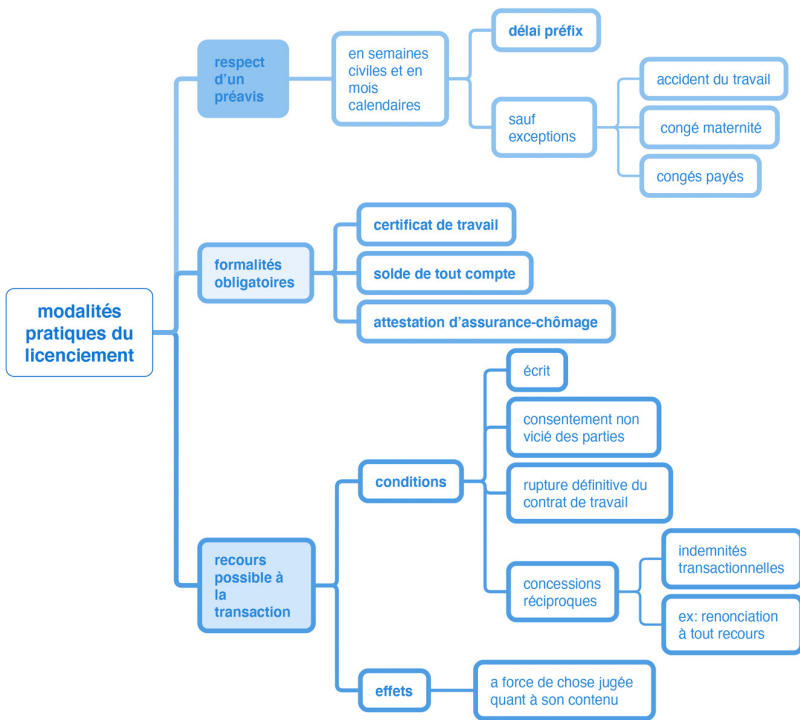 modalités
pratiques du
licenciement
respect
d'un
préavis
en semaines
civiles et en
mois
calendaires
délai préfix
sauf
exceptions
accident du travail
congé maternité
congés payés
formalités
obligatoires
certificat de travail
solde de tout compte
attestation d'assurance-chômage
recours
possible à
la
transaction
conditions
écrit
consentement non
vicié des parties
rupture définitive du
contrat de travail
concessions
réciproques
indemnités
transactionnelles
ex: renonciation
à tout recours
effets
a force de chose jugée
quant à son contenu